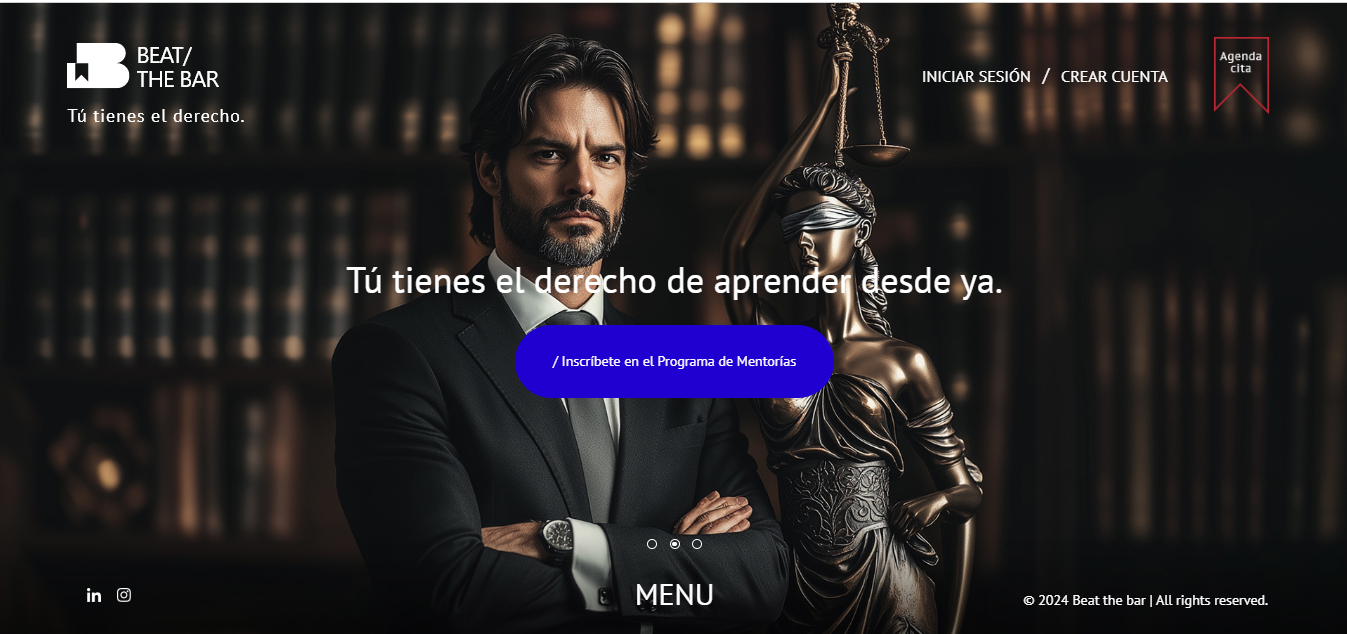 BEAT/
THE BAR
Tú tienes el derecho.
INICIAR SESIÓN / CREAR CUENTA
Agenda
cita
Tú tienes el derecho de aprender desde ya.
/ Inscríbete en el Programa de Mentorías
MENU
© 2024 Beat the bar | All rights reserved.